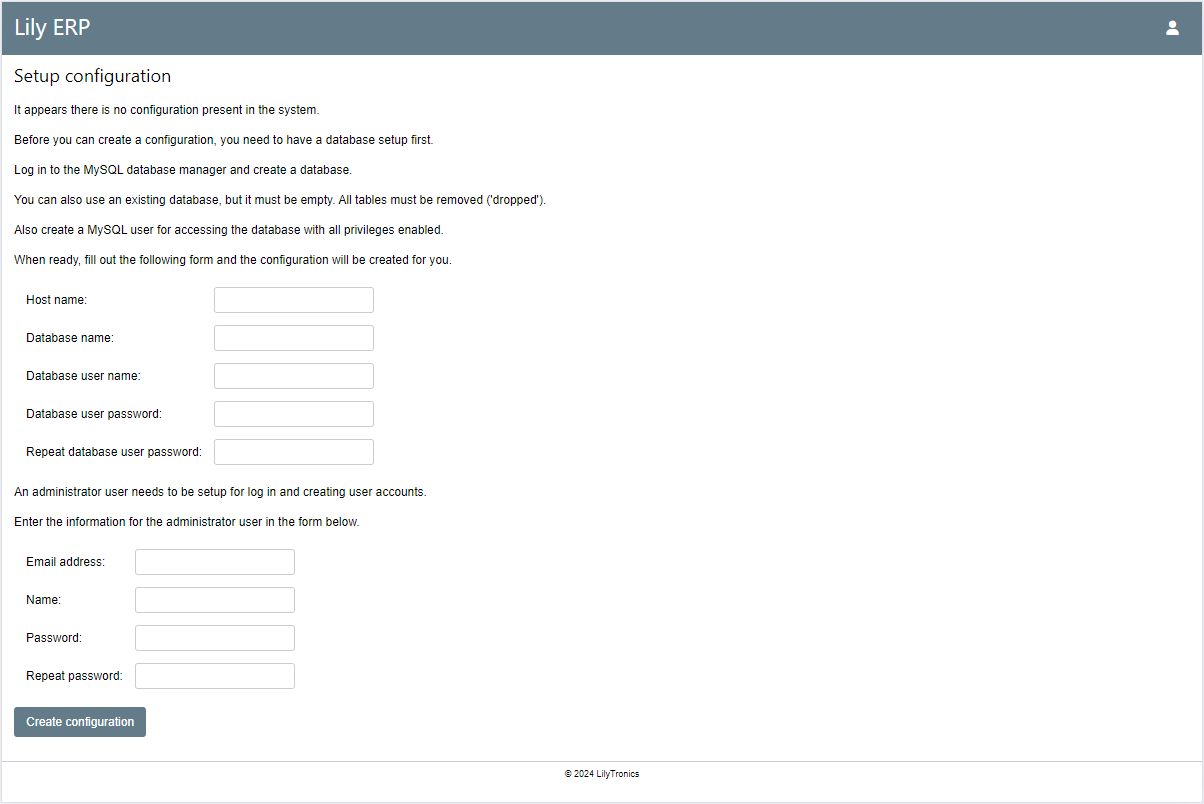 Lily ERP
Setup configuration
It appears there is no configuration present in the system.
Before you can create a configuration, you need to have a database setup first.
Log in to the MySQL database manager and create a database.
You can also use an existing database, but it must be empty. All tables must be removed ('dropped').
Also create a MySQL user for accessing the database with all privileges enabled.
When ready, fill out the following form and the configuration will be created for you.
Host name:
Database name:
Database user name:
Database user password:
Repeat database user password:
An administrator user needs to be setup for log in and creating user accounts.
Enter the information for the administrator user in the form below.
Email address:
Name:
Password:
Repeat password:
Create configuration
© 2024 LilyTronics